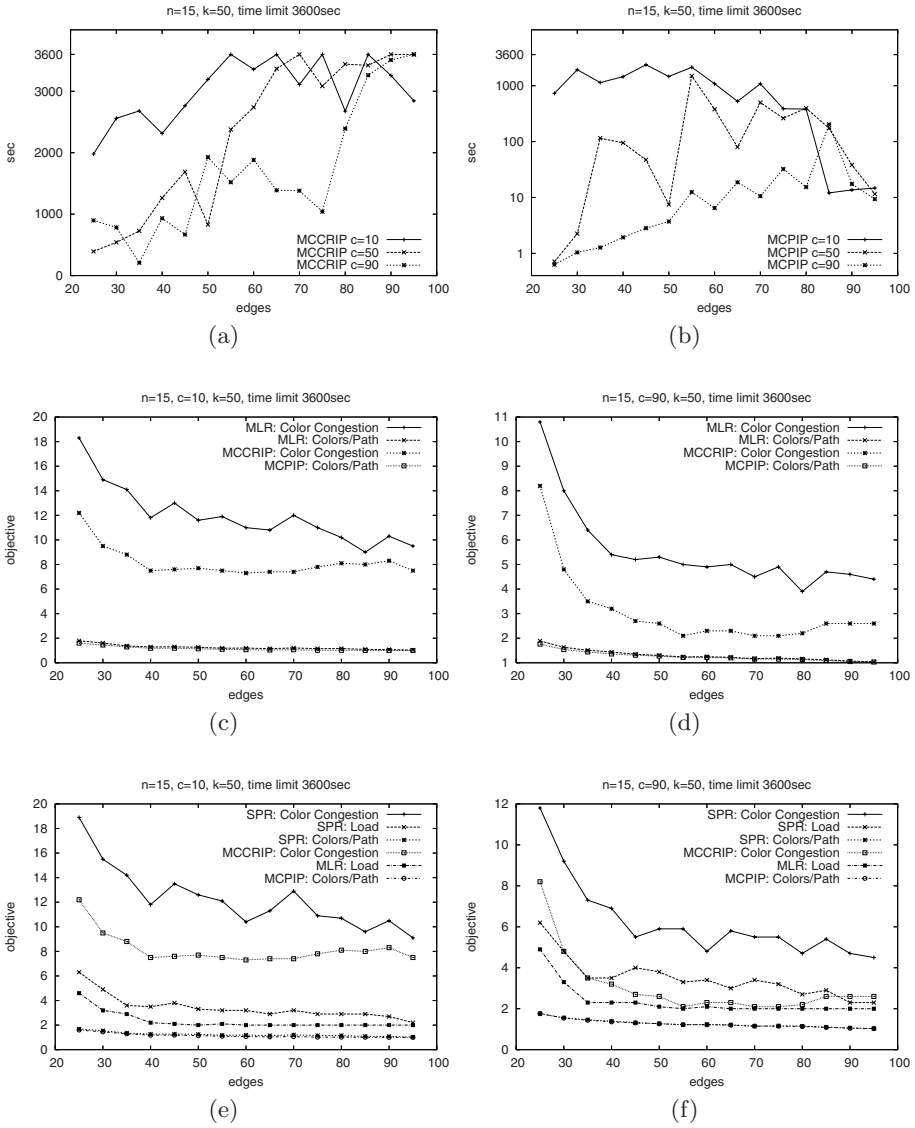 n=15, k=50, time limit 3600sec
3600
3000
2000
1000
0
sec
20 30 40 50 60 70 80 90 100
edges
MCCRIP c=10
MCCRIP c=50
MCCRIP c=90
(a)
n=15, k=50, time limit 3600sec
3600
1000
100
10
1
sec
20 30 40 50 60 70 80 90 100
edges
MCPIP c=10
MCPIP c=50
MCPIP c=90
(b)
n=15, c=10, k=50, time limit 3600sec
20
18
16
14
12
10
8
6
4
2
0
objective
20 30 40 50 60 70 80 90 100
edges
MLR: Color Congestion
MLR: Colors/Path
MCCRIP: Color Congestion
MCPIP: Colors/Path
(c)
n=15, c=90, k=50, time limit 3600sec
11
10
9
8
7
6
5
4
3
2
1
objective
20 30 40 50 60 70 80 90 100
edges
MLR: Color Congestion
MLR: Colors/Path
MCCRIP: Color Congestion
MCPIP: Colors/Path
(d)
n=15, c=10, k=50, time limit 3600sec
20
18
16
14
12
10
8
6
4
2
0
objective
20 30 40 50 60 70 80 90 100
edges
SPR: Color Congestion
SPR: Load
SPR: Colors/Path
MCCRIP: Color Congestion
MLR: Load
MCPIP: Colors/Path
(e)
n=15, c=90, k=50, time limit 3600sec
12
10
8
6
4
2
0
objective
20 30 40 50 60 70 80 90 100
edges
SPR: Color Congestion
SPR: Load
SPR: Colors/Path
MCCRIP: Color Congestion
MLR: Load
MCPIP: Colors/Path
(f)